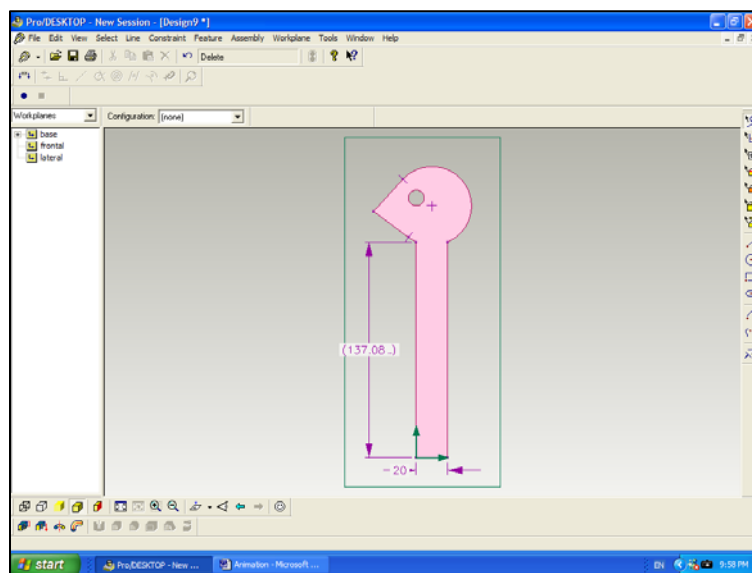 Pro/DESKTOP - New Session - [Design9 *]
File Edit View Select Line Constraint Feature Assembly Workplane Tools Window Help
Delete
Workplanes
Configuration: (none)
base
frontal
lateral
(137.08..)
20
start
Pro/DESKTOP - New ...
Animation - Microsoft ...
EN
9:58 PM